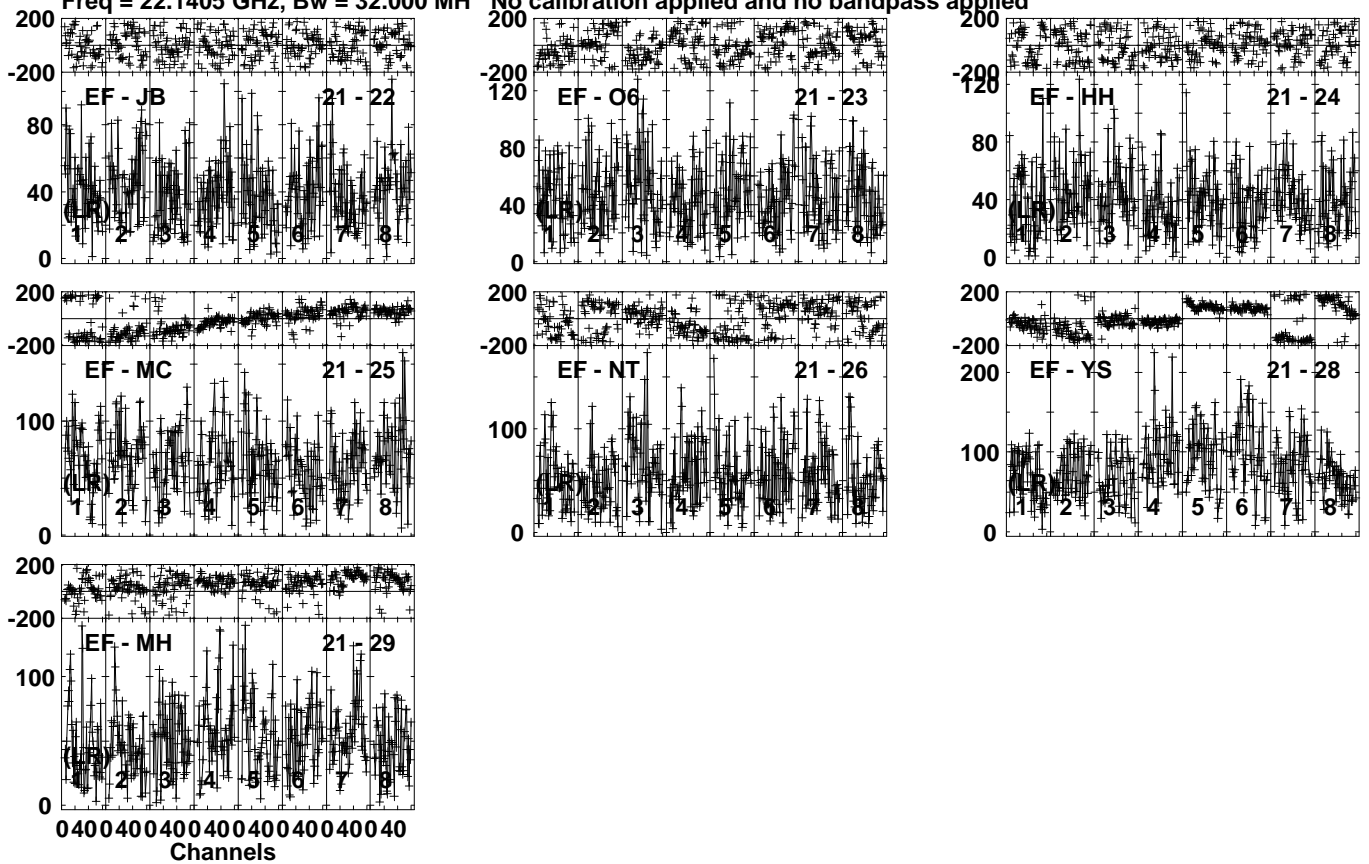 Freq = 22.1405 GHz, Bw = 32.000 MH No calibration applied and no bandpass applied
200 200 200
-200 -200 -200
EF - JB 21 - 22 EF - O6 21 - 23 EF - HH 21 - 24
120 120
80 80 80
40 40 40
(LR) (LR) (LR)
1 2 3 4 5 6 7 8 1 2 3 4 5 6 7 8 1 2 3 4 5 6 7 8
0 0 0
200 200 200
-200 -200 -200
EF - MC 21 - 25 EF - NT 21 - 26 EF - YS 21 - 28
200
100 100 100
(LR) (LR) (LR)
1 2 3 4 5 6 7 8 1 2 3 4 5 6 7 8 1 2 3 4 5 6 7 8
0 0 0
200
-200
EF - MH 21 - 29
100
(LR)
1 2 3 4 5 6 7 8
0
0 40 0 40 0 40 0 40 0 40 0 40 0 40 0 40
Channels